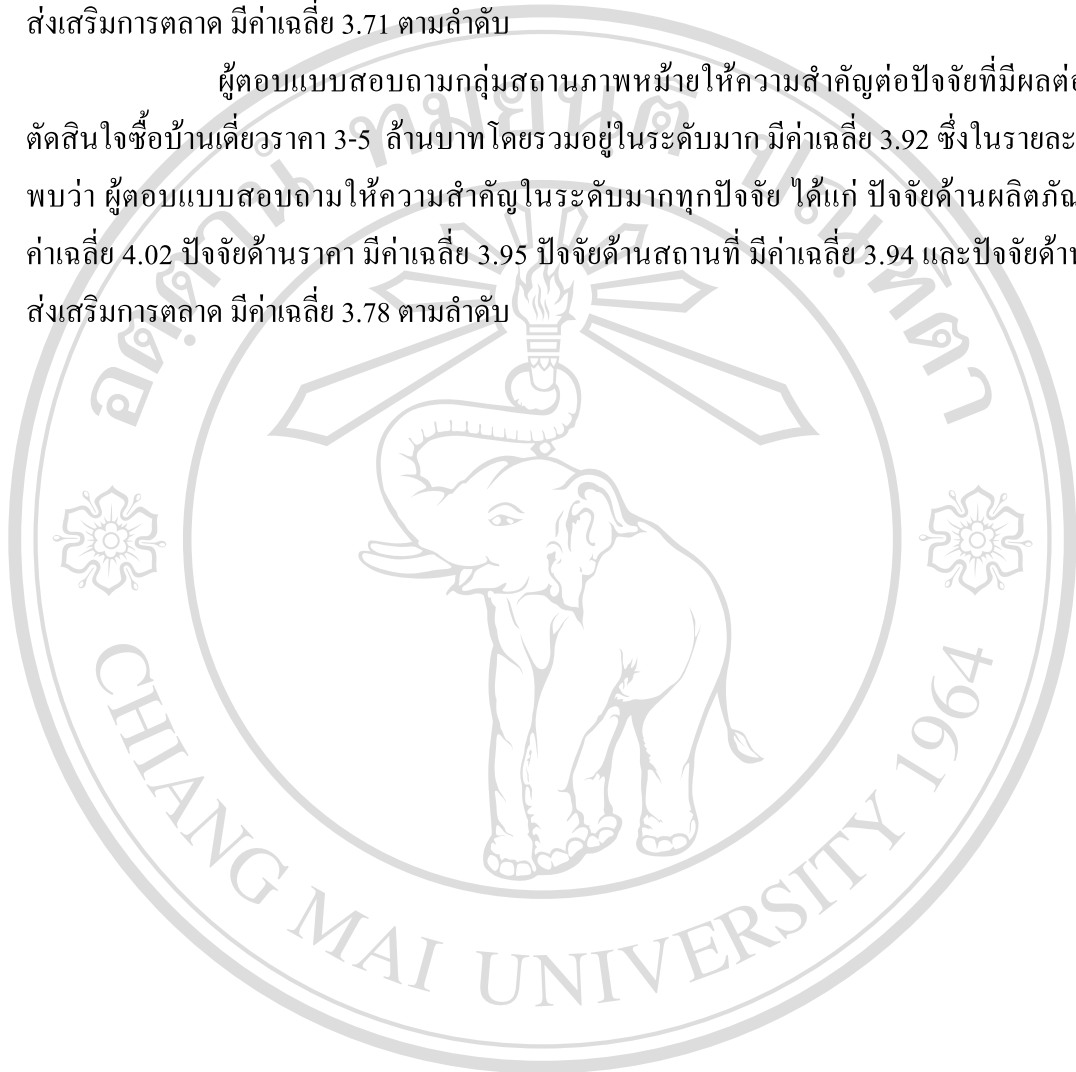 ส่งเสริมการตลาด มีค่าเฉลี่ย 3.71 ตามลำดับ
ผู้ตอบแบบสอบถามกลุ่มสถานภาพหม้ายให้ความสำคัญต่อปัจจัยที่มีผลต่อ
ตัดสินใจซื้อบ้านเดี่ยวราคา 3-5 ล้านบาทโดยรวมอยู่ในระดับมาก มีค่าเฉลี่ย 3.92 ซึ่งในรายละ
พบว่า ผู้ตอบแบบสอบถามให้ความสำคัญในระดับมากทุกปัจจัย ได้แก่ ปัจจัยด้านผลิตภัณ
ค่าเฉลี่ย 4.02 ปัจจัยด้านราคา มีค่าเฉลี่ย 3.95 ปัจจัยด้านสถานที่ มีค่าเฉลี่ย 3.94 และปัจจัยด้าน
ส่งเสริมการตลาด มีค่าเฉลี่ย 3.78 ตามลำดับ
อตฺตานํ ทมยนฺติ ปณฺฑิตา
CHIANG MAI UNIVERSITY 1964